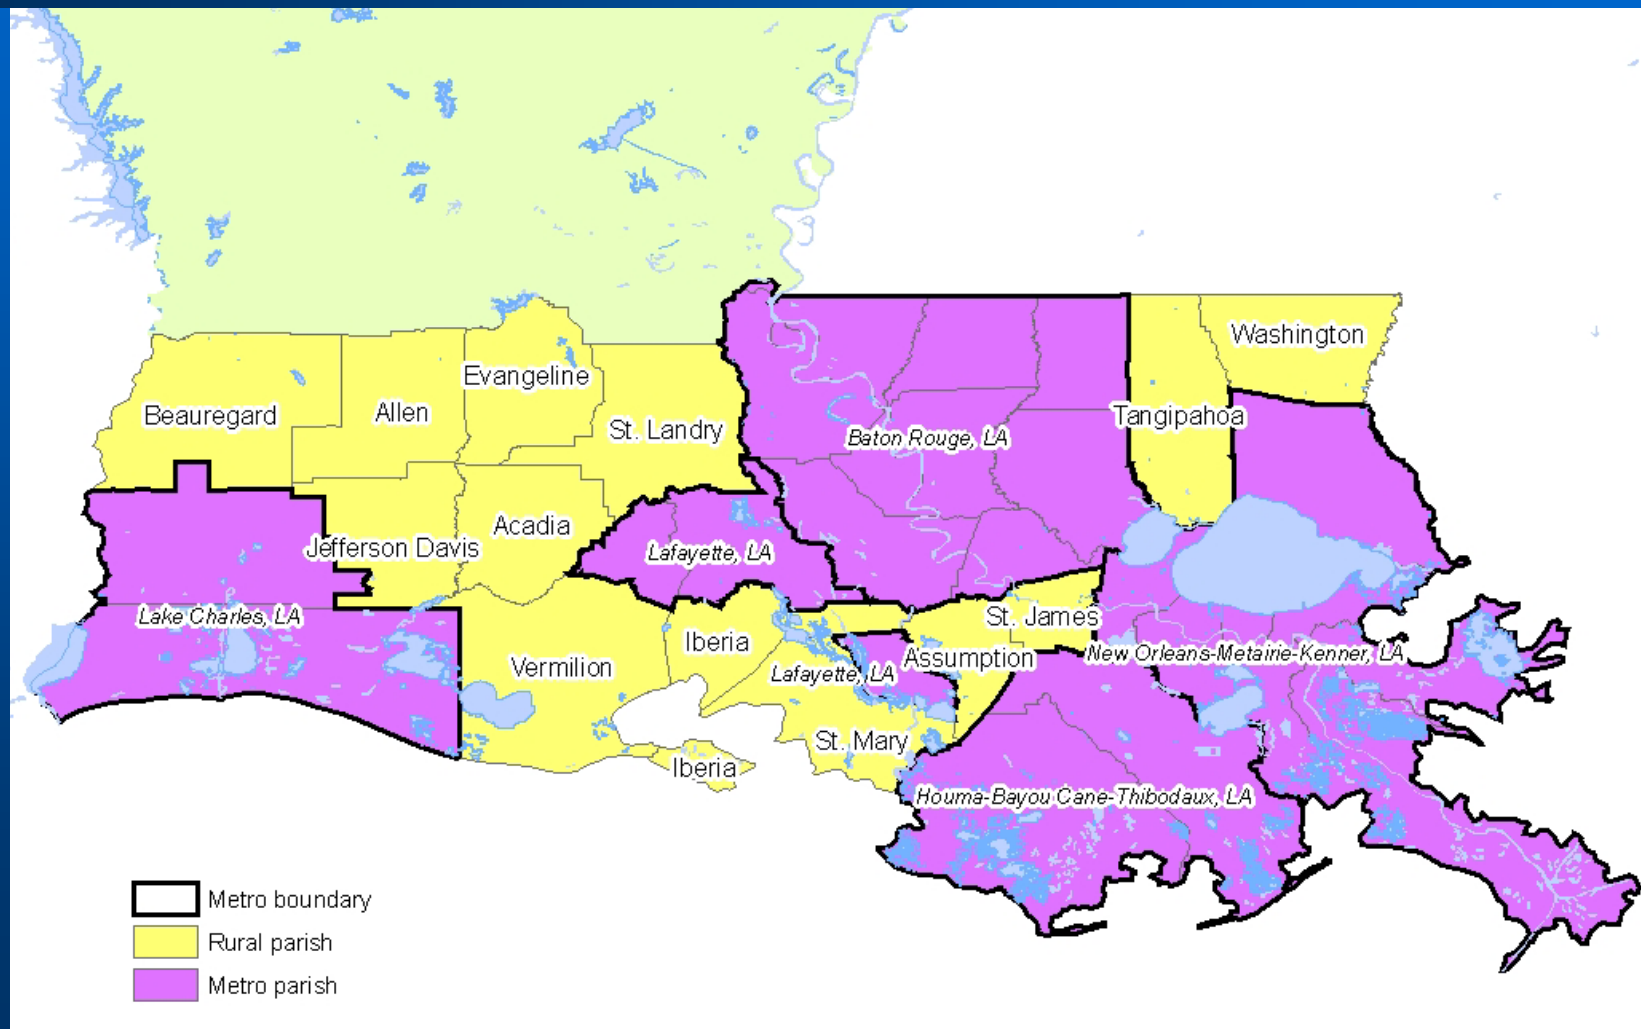 Washington
Evangeline
Beauregard
Allen
Tangipahoa
St. Landry
Baton Rouge, LA
Acadia
Jefferson Davis
Lafayette, LA
Lake Charles, LA
St. James
Iberia
New Orleans-Metairie-Kenner, LA
Assumption
Vermilion
Lafayette, LA
St. Mary
Iberia
Houma-Bayou Cane-Thibodaux, LA
Metro boundary
Rural parish
Metro parish